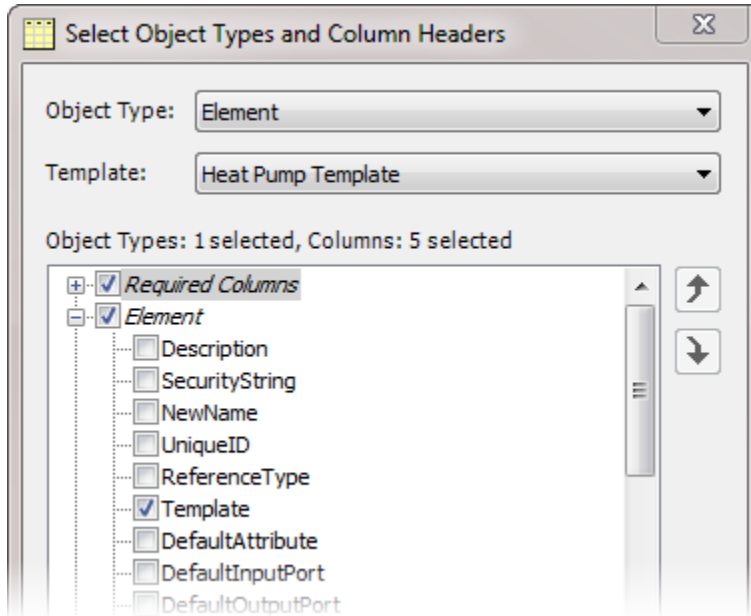 Select Object Types and Column Headers
Object Type: Element
Template: Heat Pump Template
Object Types: 1 selected, Columns: 5 selected
Required Columns
Element
Description
SecurityString
NewName
UniqueID
ReferenceType
Template
DefaultAttribute
DefaultInputPort
DefaultOutputPort